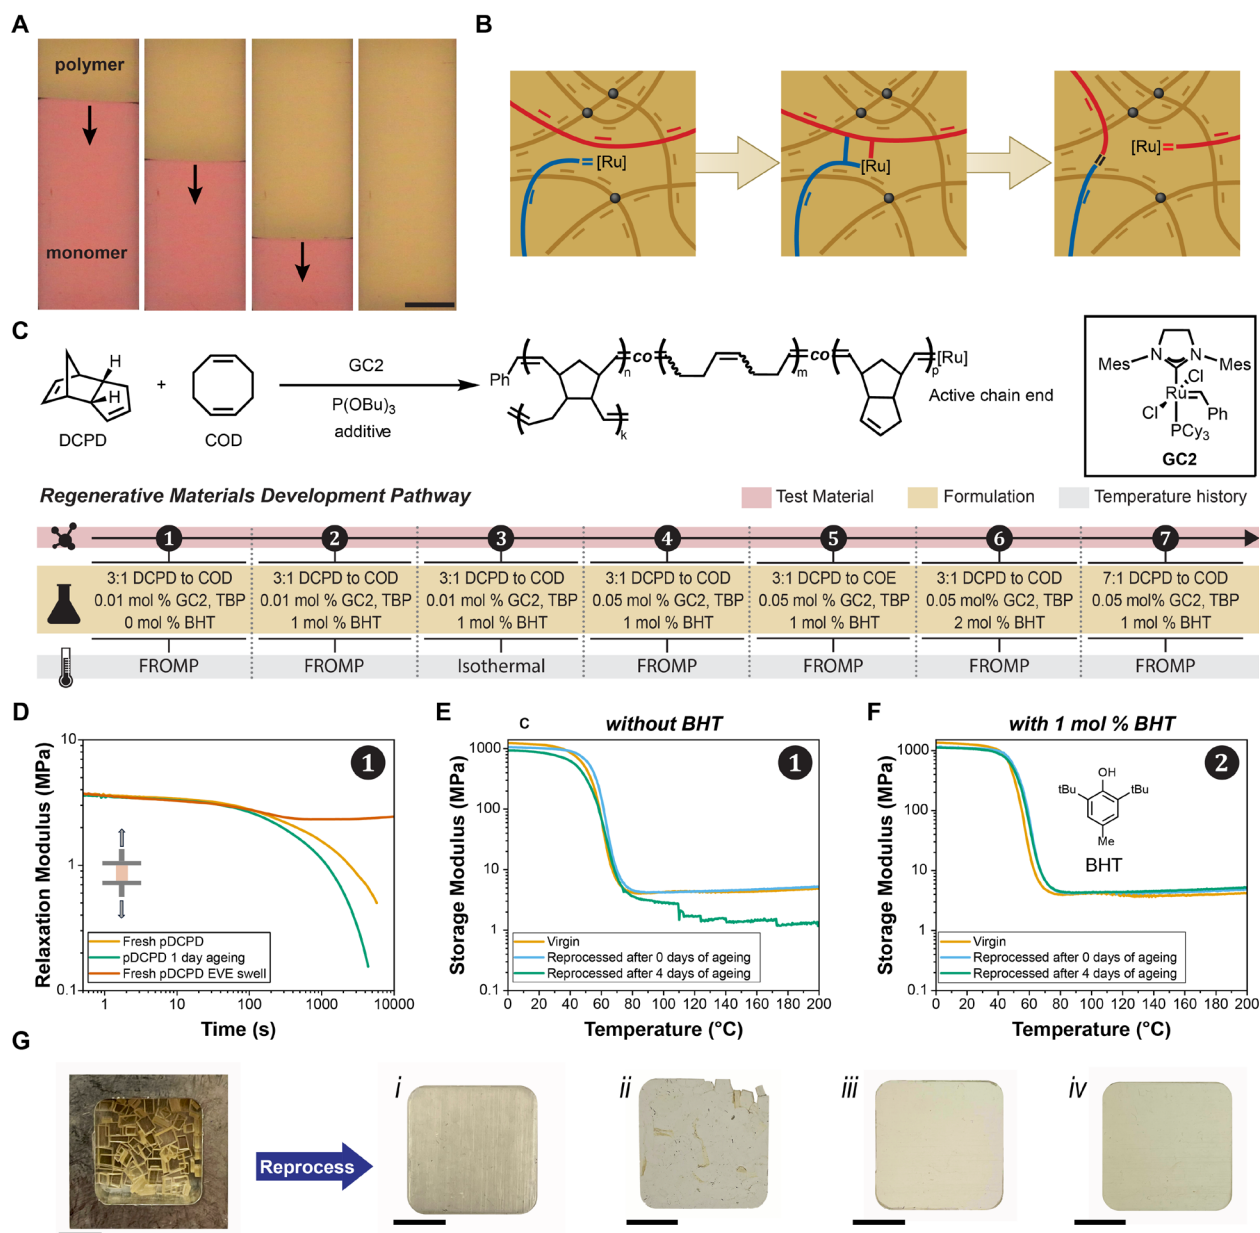 A
polymer
monomer
B
[Ru]
[Ru]
[Ru]
C
DCPD
H
H
+
COD
GC2
P(OBu)3
additive
Ph
n
co
m
co
p
[Ru]
k
Active chain end
Mes
N
N
Mes
Cl
Ru
Cl
Ph
PCy3
GC2
Regenerative Materials Development Pathway
Test Material
Formulation
Temperature history
1
2
3
4
5
6
7
3:1 DCPD to COD
0.01 mol % GC2, TBP
0 mol % BHT
3:1 DCPD to COD
0.01 mol % GC2, TBP
1 mol % BHT
3:1 DCPD to COD
0.01 mol % GC2, TBP
1 mol % BHT
3:1 DCPD to COD
0.05 mol % GC2, TBP
1 mol % BHT
3:1 DCPD to COE
0.05 mol % GC2, TBP
1 mol % BHT
3:1 DCPD to COD
0.05 mol% GC2, TBP
2 mol % BHT
7:1 DCPD to COD
0.05 mol% GC2, TBP
1 mol % BHT
FROMP
FROMP
Isothermal
FROMP
FROMP
FROMP
FROMP
D
Relaxation Modulus (MPa)
10
1
0.1
1
Fresh pDCPD
pDCPD 1 day ageing
Fresh pDCPD EVE swell
1
10
100
1000
10000
Time (s)
E
C
without BHT
Storage Modulus (MPa)
1000
100
10
1
0.1
1
Virgin
Reprocessed after 0 days of ageing
Reprocessed after 4 days of ageing
0 20 40 60 80 100 120 140 160 180 200
Temperature (°C)
F
with 1 mol % BHT
Storage Modulus (MPa)
1000
100
10
1
0.1
2
OH
tBu
tBu
Me
BHT
Virgin
Reprocessed after 0 days of ageing
Reprocessed after 4 days of ageing
0 20 40 60 80 100 120 140 160 180 200
Temperature (°C)
G
Reprocess
i
ii
iii
iv